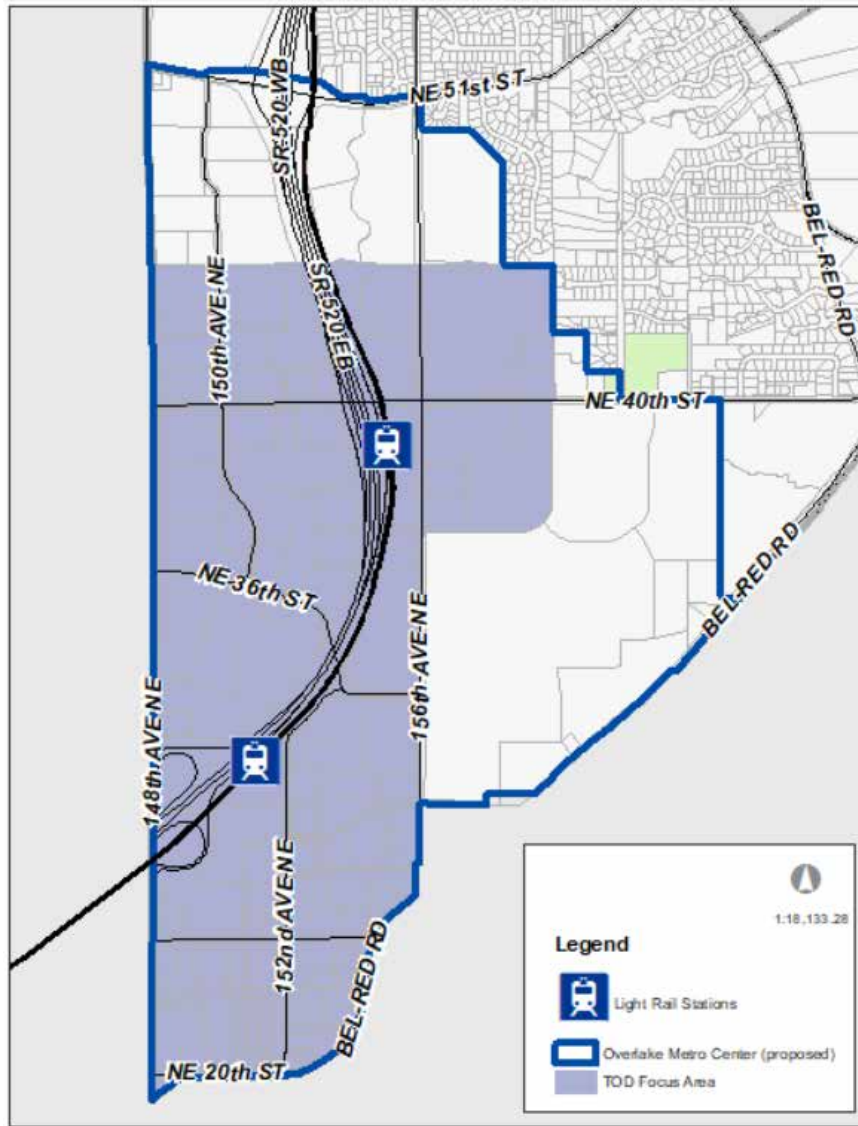 NE 51st ST
SR 520 WB
BEL-RED RD
150th AVE NE
SR 520 EB
NE 40th ST
NE 36th ST
BEL-RED RD
156th AVE NE
148th AVE NE
152nd AVE NE
BEL-RED RD
NE 20th ST
1:18,133.28
Legend
Light Rail Stations
Overlake Metro Center (proposed)
TOD Focus Area